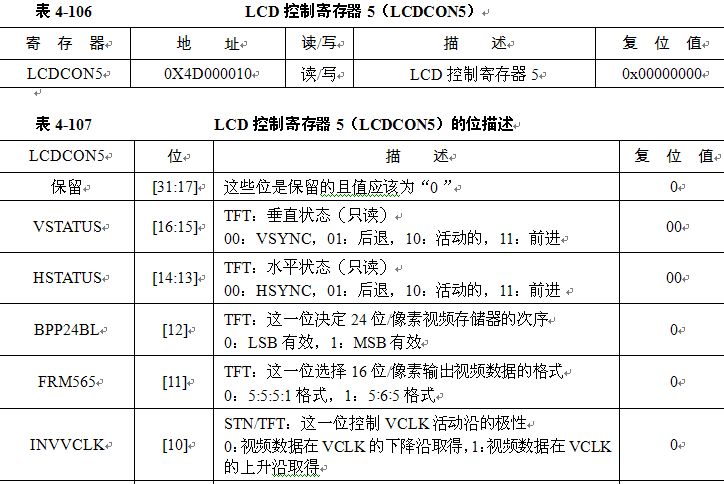 表 4-106 LCD 控制寄存器 5（LCDCON5）
寄 存 器 地 址 读/写 描 述 复 位 值
LCDCON5 0X4D000010 读/写 LCD 控制寄存器 5 0x00000000
表 4-107 LCD 控制寄存器 5（LCDCON5）的位描述
LCDCON5 位 描 述 复 位 值
保留 [31:17] 这些位是保留的且值应该为“0 ” 0
VSTATUS [16:15] TFT：垂直状态（只读）
00：VSYNC，01：后退，10：活动的，11：前进 00
HSTATUS [14:13] TFT：水平状态（只读）
00：HSYNC，01：后退，10：活动的，11：前进 00
BPP24BL [12] TFT：这一位决定 24 位/像素视频存储器的次序
0：LSB 有效，1：MSB 有效 0
FRM565 [11] TFT：这一位选择 16 位/像素输出视频数据的格式
0：5:5:5:1 格式，1：5:6:5 格式 0
INVVCLK [10] STN/TFT：这一位控制 VCLK 活动沿的极性
0:视频数据在 VCLK 的下降沿取得，1:视频数据在 VCLK
的上升沿取得 0